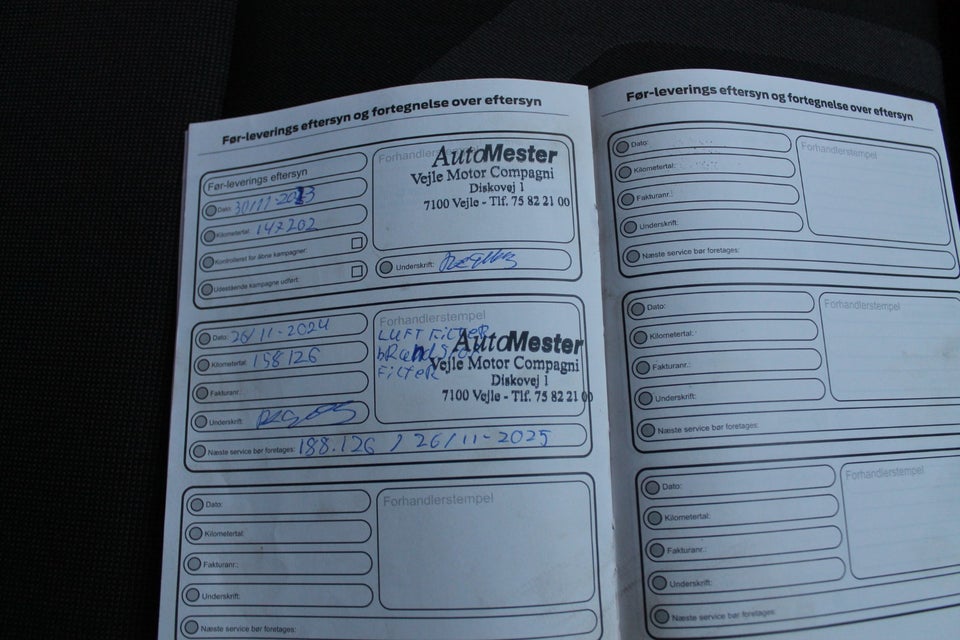 Før-leverings eftersyn og fortegnelse over eftersyn
Før-leverings eftersyn
Dato: 30/11-2023
Kilometertal: 147202
Kontrolleret for åbne kampagner:
Udestående kampagne udført:
Forhandlerstempel
AutoMester
Vejle Motor Compagni
Diskovej 1
7100 Vejle - Tlf. 75 82 21 00
Underskrift:
Dato: 26/11-2024
Kilometertal: 158126
Fakturanr.:
Underskrift:
Næste service bør foretages: 188.126 / 26/11-2025
Forhandlerstempel
LUFT FiLTER
FiLTER
AutoMester
Vejle Motor Compagni
Diskovej 1
7100 Vejle - Tlf. 75 82 21 00
Dato:
Kilometertal:
Fakturanr.:
Underskrift:
Næste service bør foretages:
Forhandlerstempel
Før-leverings eftersyn og fortegnelse over eftersyn
Dato:
Kilometertal:
Fakturanr.:
Underskrift:
Næste service bør foretages:
Forhandlerstempel
Dato:
Kilometertal:
Fakturanr.:
Underskrift:
Næste service bør foretages:
Forhandlerstempel
Dato:
Kilometertal:
Fakturanr.:
Underskrift:
Næste service bør foretages:
Forhandlerstempel